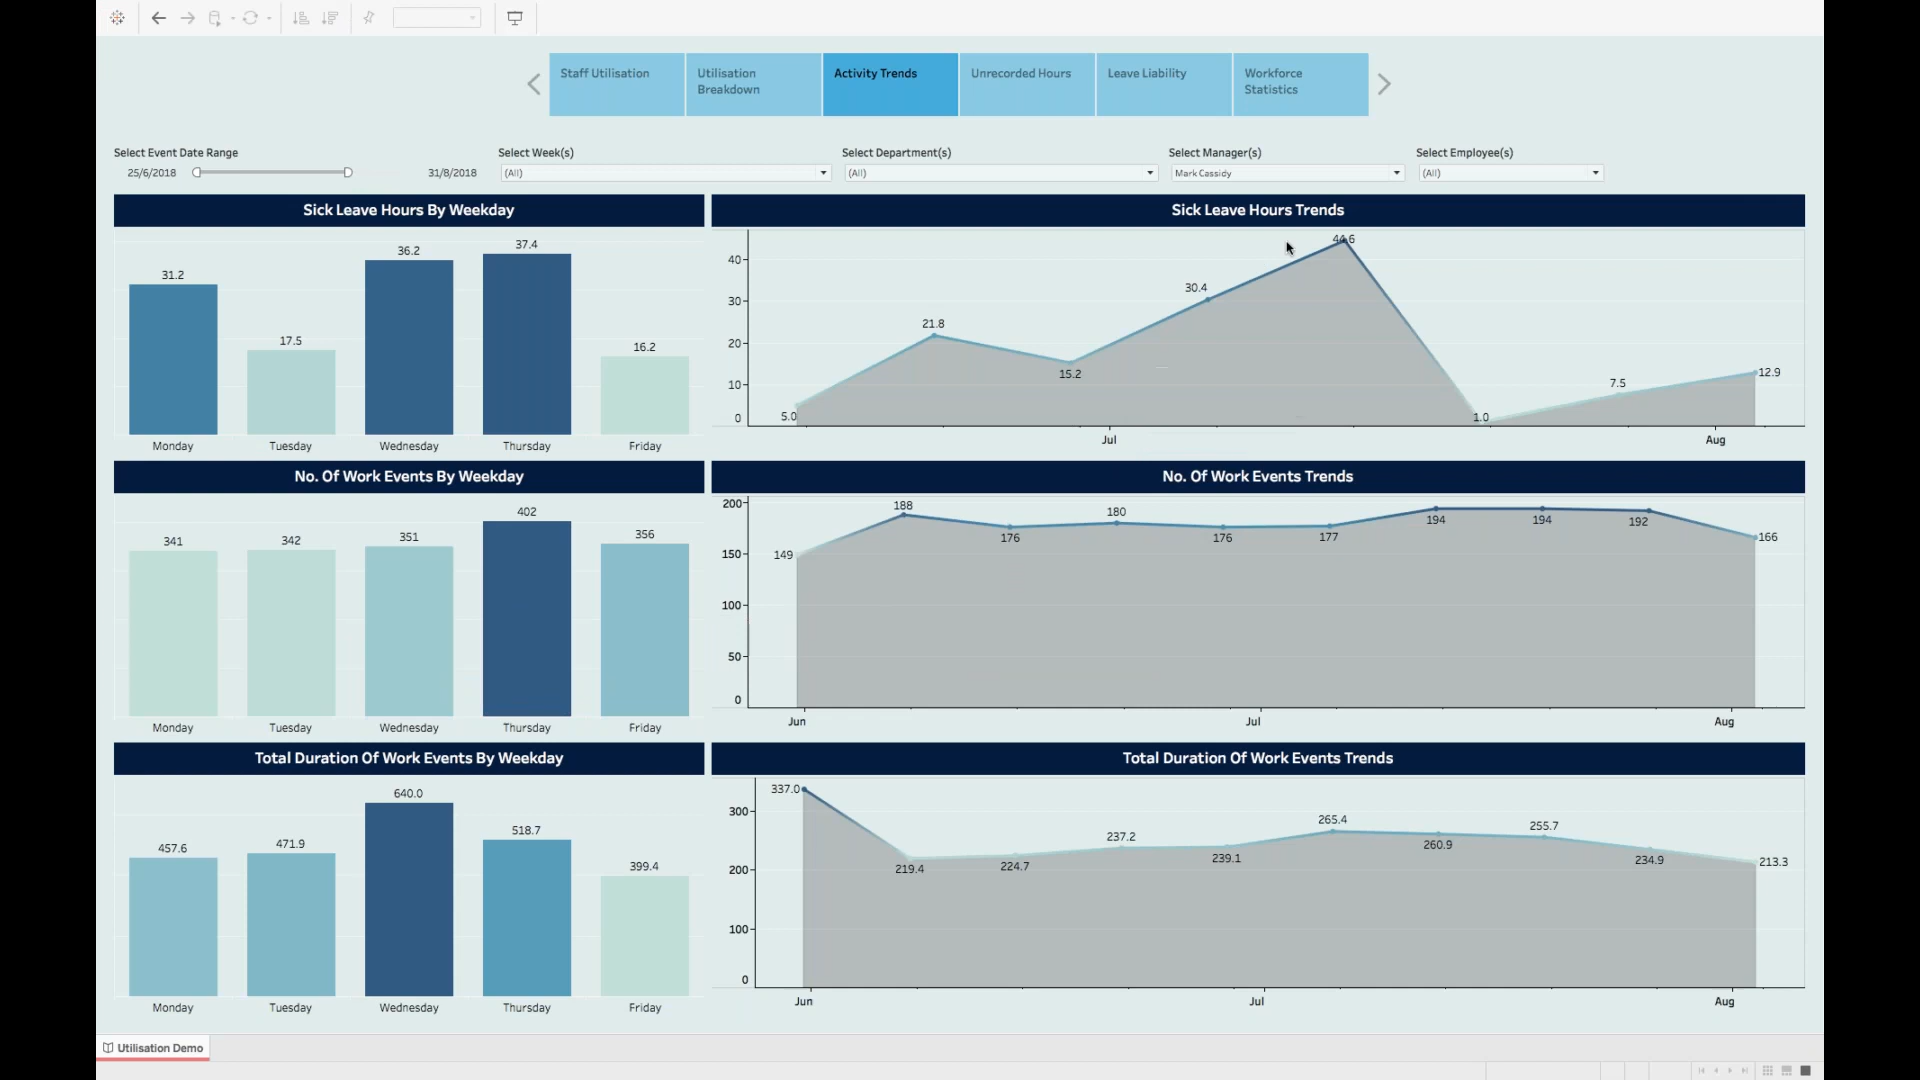 Staff Utilisation
Utilisation
Breakdown
Activity Trends
Unrecorded Hours
Leave Liability
Workforce
Statistics
Select Event Date Range
25/6/2018
31/8/2018
Select Week(s)
(All)
Select Department(s)
(All)
Select Manager(s)
Mark Cassidy
Select Employee(s)
(All)
Sick Leave Hours By Weekday
31.2
17.5
36.2
37.4
16.2
Monday
Tuesday
Wednesday
Thursday
Friday
Sick Leave Hours Trends
40
30
20
10
0
5.0
21.8
15.2
30.4
44.6
1.0
7.5
12.9
Jul
Aug
No. Of Work Events By Weekday
341
342
351
402
356
Monday
Tuesday
Wednesday
Thursday
Friday
No. Of Work Events Trends
200
150
100
50
0
149
188
176
180
176
177
194
194
192
166
Jun
Jul
Aug
Total Duration Of Work Events By Weekday
457.6
471.9
640.0
518.7
399.4
Monday
Tuesday
Wednesday
Thursday
Friday
Total Duration Of Work Events Trends
300
200
100
0
337.0
219.4
224.7
237.2
239.1
265.4
260.9
255.7
234.9
213.3
Jun
Jul
Aug
Utilisation Demo